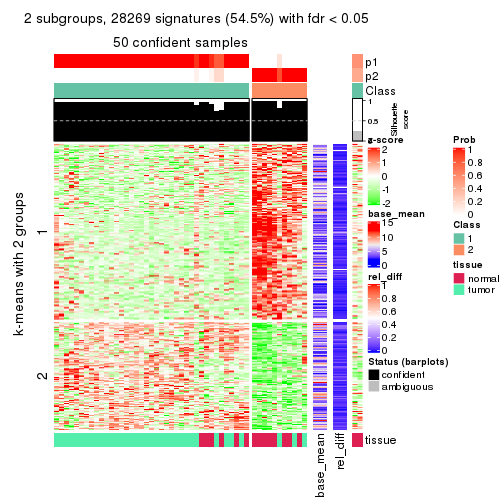 2 subgroups, 28269 signatures (54.5%) with fdr < 0.05
50 confident samples
p1
p2
Class
1
0.5
0
Silhouette
score
k-means with 2 groups
1
2
tissue
base_mean
rel_diff
z-score
2
1
0
-1
-2
base_mean
15
10
5
0
rel_diff
1
0.8
0.6
0.4
0.2
0
Status (barplots)
confident
ambiguous
Prob
1
0.8
0.6
0.4
0.2
0
Class
1
2
tissue
normal
tumor